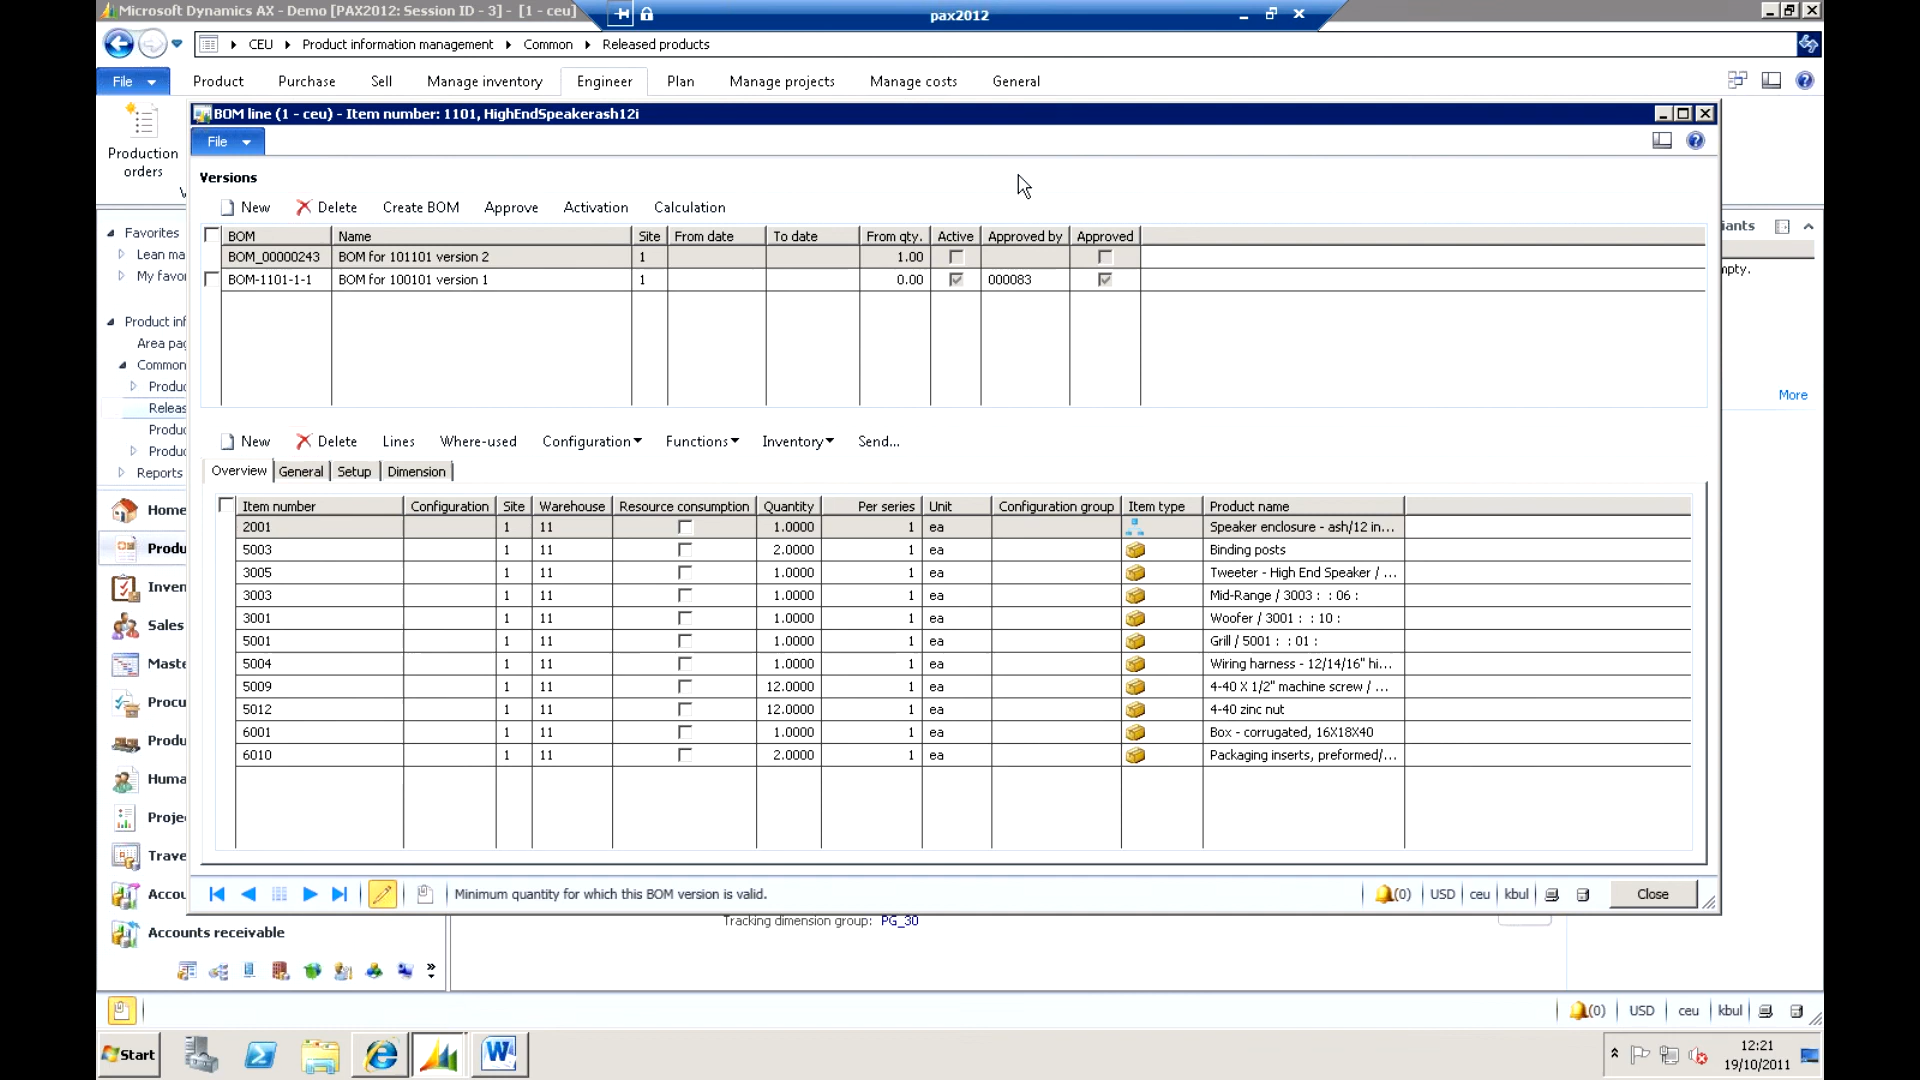 Microsoft Dynamics AX - Demo [PAX2012: Session ID - 3] - [1 - ceu]
pax2012
CEU Product information management Common Released products
File Product Purchase Sell Manage inventory Engineer Plan Manage projects Manage costs General
Production
orders
BOM line (1 - ceu) - Item number: 1101, HighEndSpeakerash12i
File
Versions
New Delete Create BOM Approve Activation Calculation
BOM Name Site From date To date From qty. Active Approved by Approved
BOM_00000243 BOM for 101101 version 2 1 1.00
BOM-1101-1-1 BOM for 100101 version 1 1 0.00 000083
New Delete Lines Where-used Configuration Functions Inventory Send...
Overview General Setup Dimension
Item number Configuration Site Warehouse Resource consumption Quantity Per series Unit Configuration group Item type Product name
2001 1 11 1.0000 1 ea Speaker enclosure - ash/12 in...
5003 1 11 2.0000 1 ea Binding posts
3005 1 11 1.0000 1 ea Tweeter - High End Speaker / ...
3003 1 11 1.0000 1 ea Mid-Range / 3003 : : 06 :
3001 1 11 1.0000 1 ea Woofer / 3001 : : 10 :
5001 1 11 1.0000 1 ea Grill / 5001 : : 01 :
5004 1 11 1.0000 1 ea Wiring harness - 12/14/16" hi...
5009 1 11 12.0000 1 ea 4-40 X 1/2" machine screw / ...
5012 1 11 12.0000 1 ea 4-40 zinc nut
6001 1 11 1.0000 1 ea Box - corrugated, 16X18X40
6010 1 11 2.0000 1 ea Packaging inserts, preformed/...
Minimum quantity for which this BOM version is valid.
(0) USD ceu kbul Close
Favorites
Lean ma
My favo
Product inf
Area pag
Common
Produc
Releas
Produc
Produc
Reports
Home
Produ
Inven
Sales
Maste
Procu
Produ
Huma
Proje
Trave
Accou
Accounts receivable
iants
mpty.
More
Tracking dimension group: PG_30
(0) USD ceu kbul
Start
12:21
19/10/2011